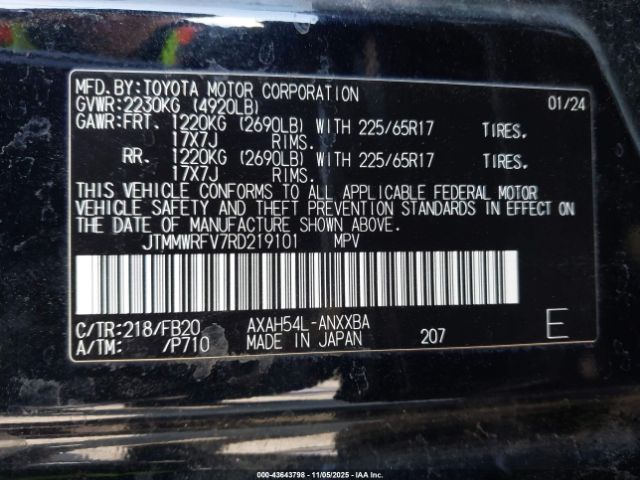 MFD.BY:TOYOTA MOTOR CORPORATION
GVWR:2230KG (4920LB) 01/24
GAWR:FRT. 1220KG (2690LB) WITH 225/65R17 TIRES.
17X7J RIMS.
RR. 1220KG (2690LB) WITH 225/65R17 TIRES.
17X7J RIMS.
THIS VEHICLE CONFORMS TO ALL APPLICABLE FEDERAL MOTOR
VEHICLE SAFETY AND THEFT PREVENTION STANDARDS IN EFFECT ON
THE DATE OF MANUFACTURE SHOWN ABOVE.
JTMMWRFV7RD219101 MPV
C/TR:218/FB20 AXAH54L-ANXXBA
A/TM: /P710 MADE IN JAPAN 207 E
000-43643798 - 11/05/2025 - IAA Inc.